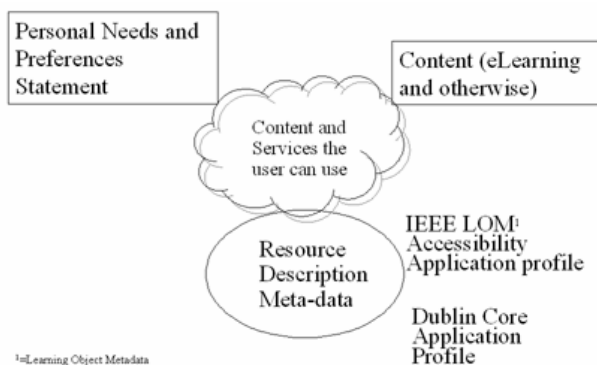 Personal Needs and
Preferences
Statement
Content (eLearning
and otherwise)
Content and
Services the
user can use
Resource
Description
Meta-data
IEEE LOM¹
Accessibility
Application profile
Dublin Core
Application
Profile
¹=Learning Object Metadata